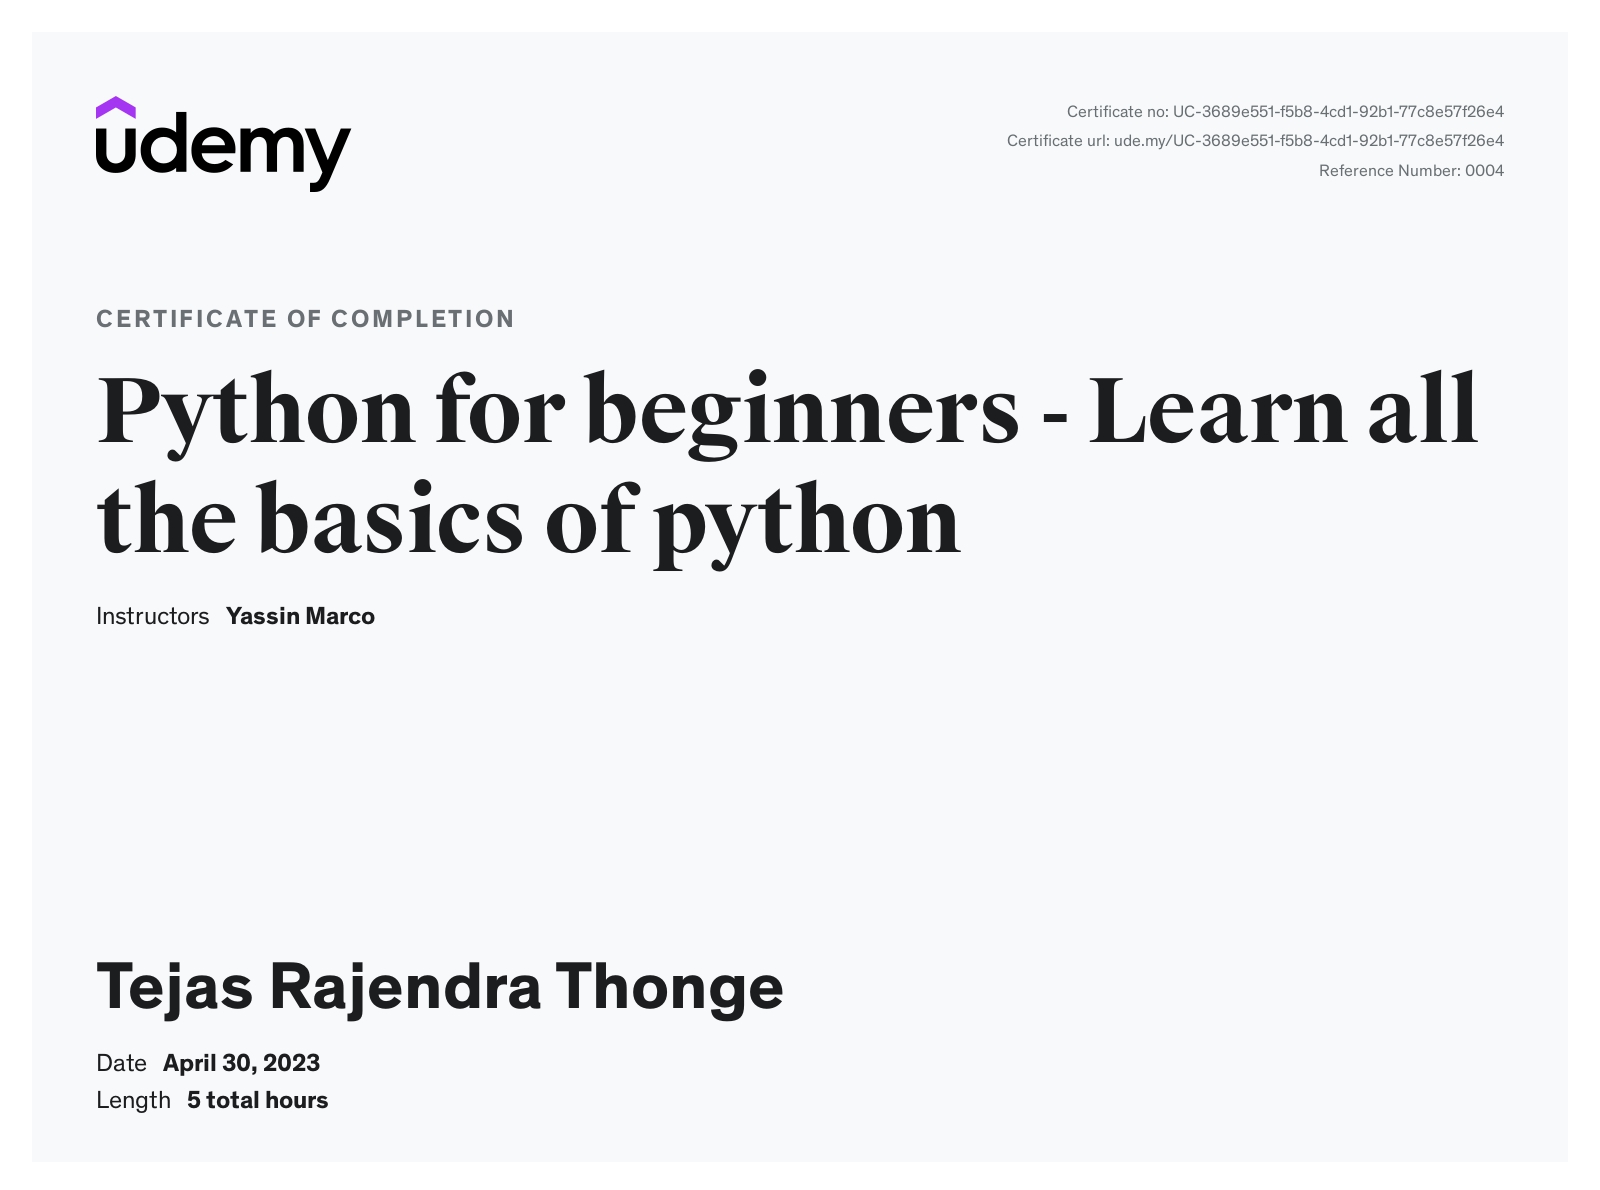 udemy
Certificate no: UC-3689e551-f5b8-4cd1-92b1-77c8e57f26e4
Certificate url: ude.my/UC-3689e551-f5b8-4cd1-92b1-77c8e57f26e4
Reference Number: 0004
CERTIFICATE OF COMPLETION
Python for beginners - Learn all
the basics of python
Instructors Yassin Marco
Tejas Rajendra Thonge
Date April 30, 2023
Length 5 total hours